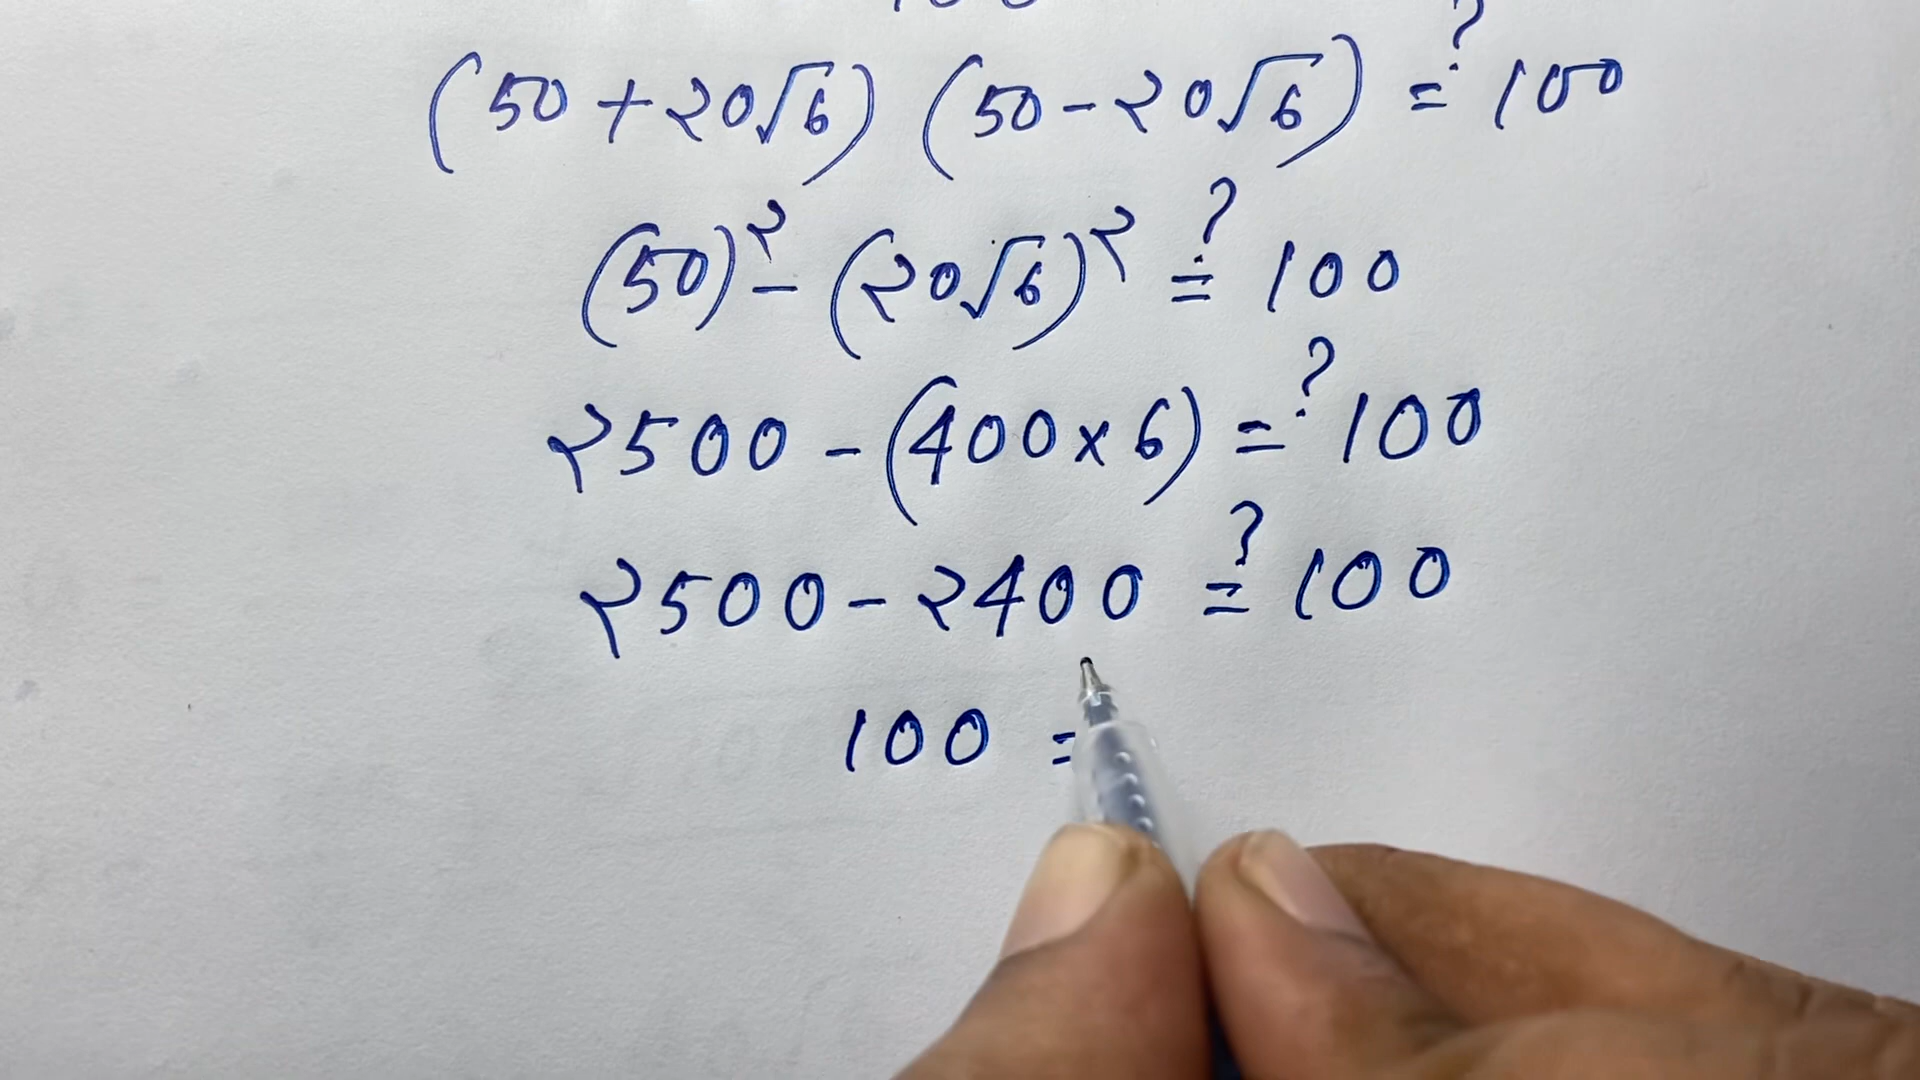 (50 + 20√6) (50 - 20√6) =? 100
(50)² - (20√6)² =? 100
2500 - (400 × 6) =? 100
2500 - 2400 =? 100
100 =